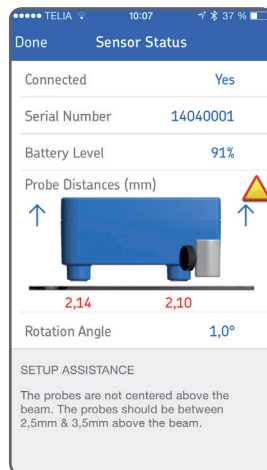 TELIA 10:07 37 %
Done Sensor Status
Connected Yes
Serial Number 14040001
Battery Level 91%
Probe Distances (mm)
2,14 2,10
Rotation Angle 1,0°
SETUP ASSISTANCE
The probes are not centered above the
beam. The probes should be between
2,5mm & 3,5mm above the beam.